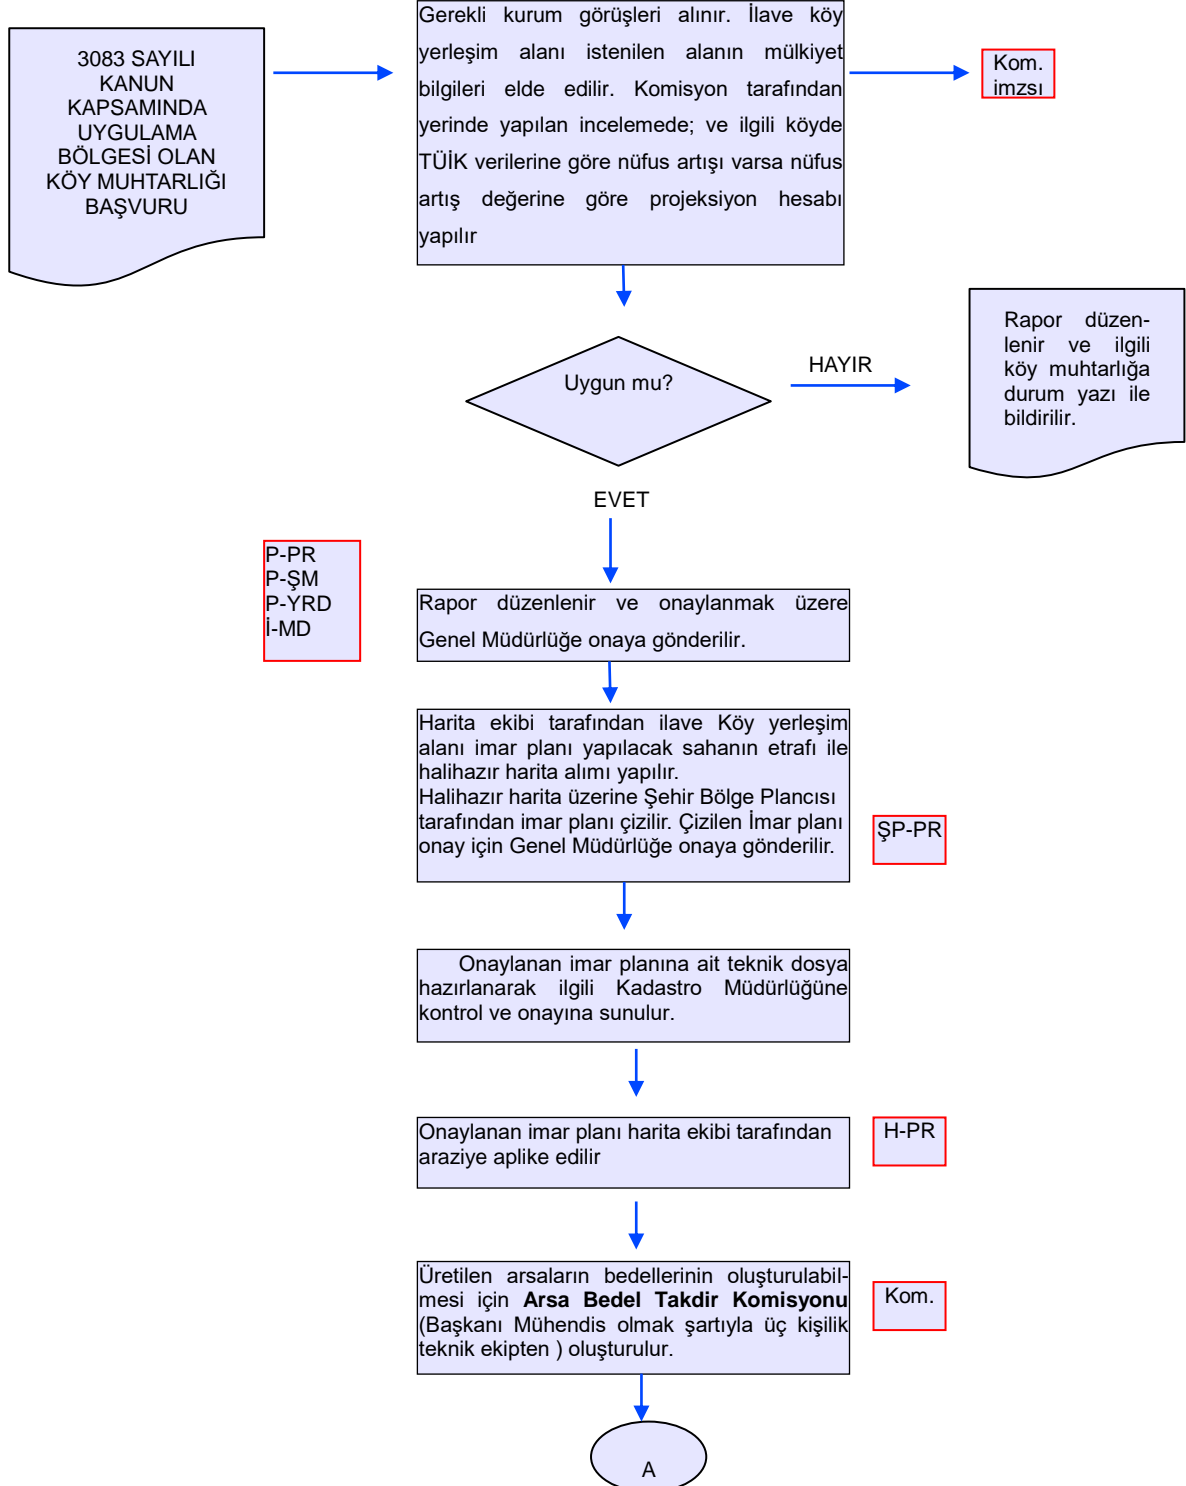 3083 SAYILI
KANUN
KAPSAMINDA
UYGULAMA
BÖLGESİ OLAN
KÖY MUHTARLIĞI
BAŞVURU
Gerekli kurum görüşleri alınır. İlave köy
yerleşim alanı istenilen alanın mülkiyet
bilgileri elde edilir. Komisyon tarafından
yerinde yapılan incelemede; ve ilgili köyde
TÜİK verilerine göre nüfus artışı varsa nüfus
artış değerine göre projeksiyon hesabı
yapılır
Kom.
imzsı
Uygun mu?
HAYIR
Rapor düzen-
lenir ve ilgili
köy muhtarlığa
durum yazı ile
bildirilir.
EVET
P-PR
P-ŞM
P-YRD
İ-MD
Rapor düzenlenir ve onaylanmak üzere
Genel Müdürlüğe onaya gönderilir.
Harita ekibi tarafından ilave Köy yerleşim
alanı imar planı yapılacak sahanın etrafı ile
halihazır harita alımı yapılır.
Halihazır harita üzerine Şehir Bölge Plancısı
tarafından imar planı çizilir. Çizilen İmar planı
onay için Genel Müdürlüğe onaya gönderilir.
ŞP-PR
Onaylanan imar planına ait teknik dosya
hazırlanarak ilgili Kadastro Müdürlüğüne
kontrol ve onayına sunulur.
Onaylanan imar planı harita ekibi tarafından
araziye aplike edilir
H-PR
Üretilen arsaların bedellerinin oluşturulabil-
mesi için Arsa Bedel Takdir Komisyonu
(Başkanı Mühendis olmak şartıyla üç kişilik
teknik ekipten ) oluşturulur.
Kom.
A